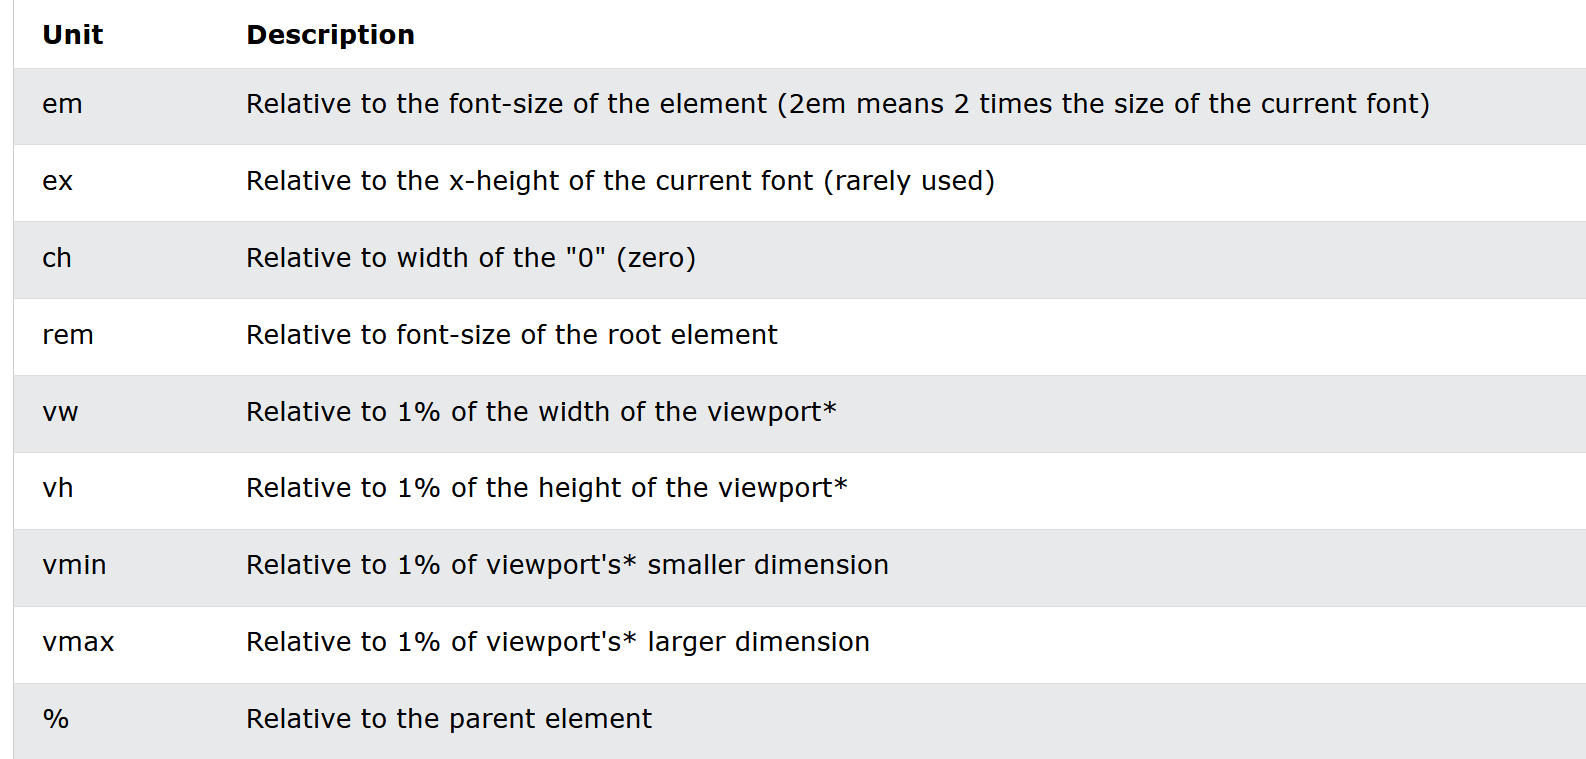 Unit Description
em Relative to the font-size of the element (2em means 2 times the size of the current font)
ex Relative to the x-height of the current font (rarely used)
ch Relative to width of the "0" (zero)
rem Relative to font-size of the root element
vw Relative to 1% of the width of the viewport*
vh Relative to 1% of the height of the viewport*
vmin Relative to 1% of viewport's* smaller dimension
vmax Relative to 1% of viewport's* larger dimension
% Relative to the parent element